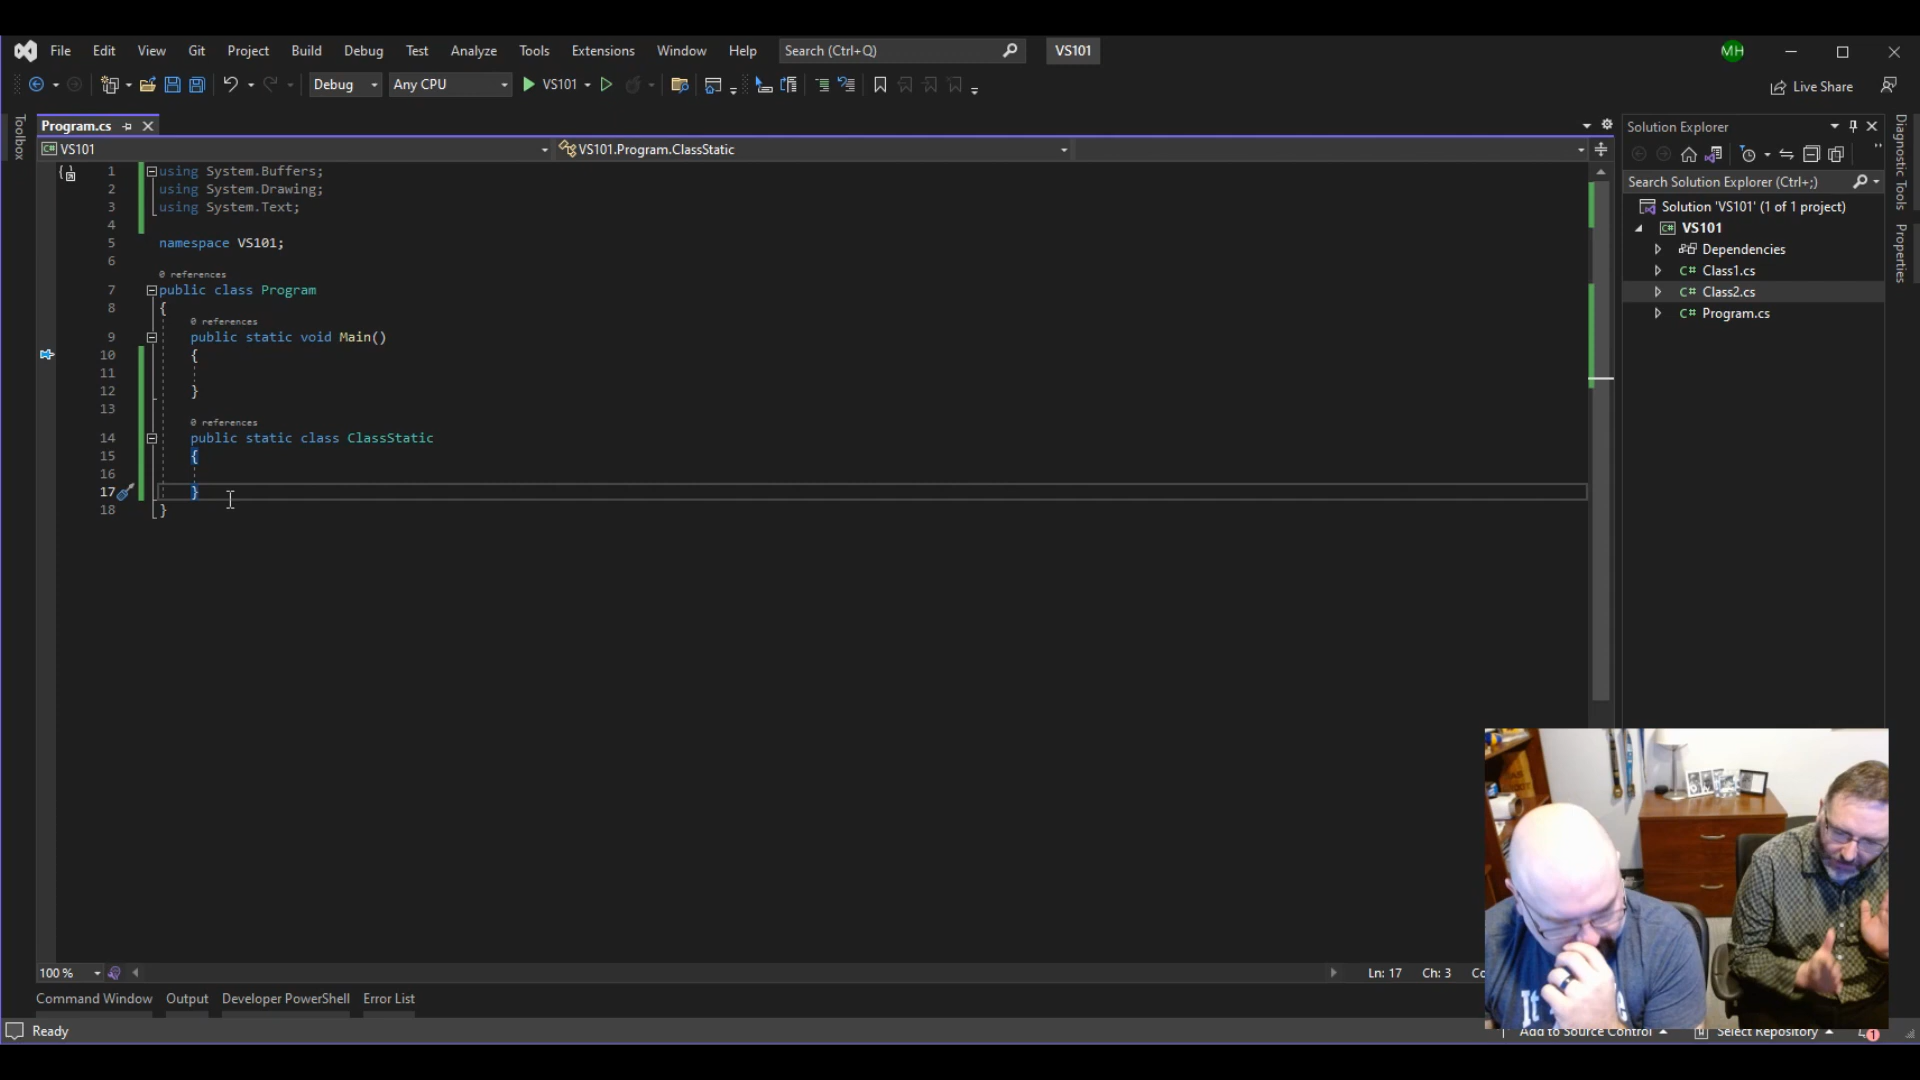 File Edit View Git Project Build Debug Test Analyze Tools Extensions Window Help Search (Ctrl+Q) VS101 MH
Debug Any CPU VS101 Live Share
Toolbox
Program.cs
VS101 VS101.Program.ClassStatic
1 using System.Buffers;
2 using System.Drawing;
3 using System.Text;
4
5 namespace VS101;
6
0 references
7 public class Program
8 {
0 references
9 public static void Main()
10 {
11
12 }
13
0 references
14 public static class ClassStatic
15 {
16
17 }
18 }
Solution Explorer
Search Solution Explorer (Ctrl+;)
Solution 'VS101' (1 of 1 project)
VS101
Dependencies
C# Class1.cs
C# Class2.cs
C# Program.cs
Diagnostic Tools
Properties
100 % Ln: 17 Ch: 3
Command Window Output Developer PowerShell Error List
Ready Add to Source Control Select Repository 1
It